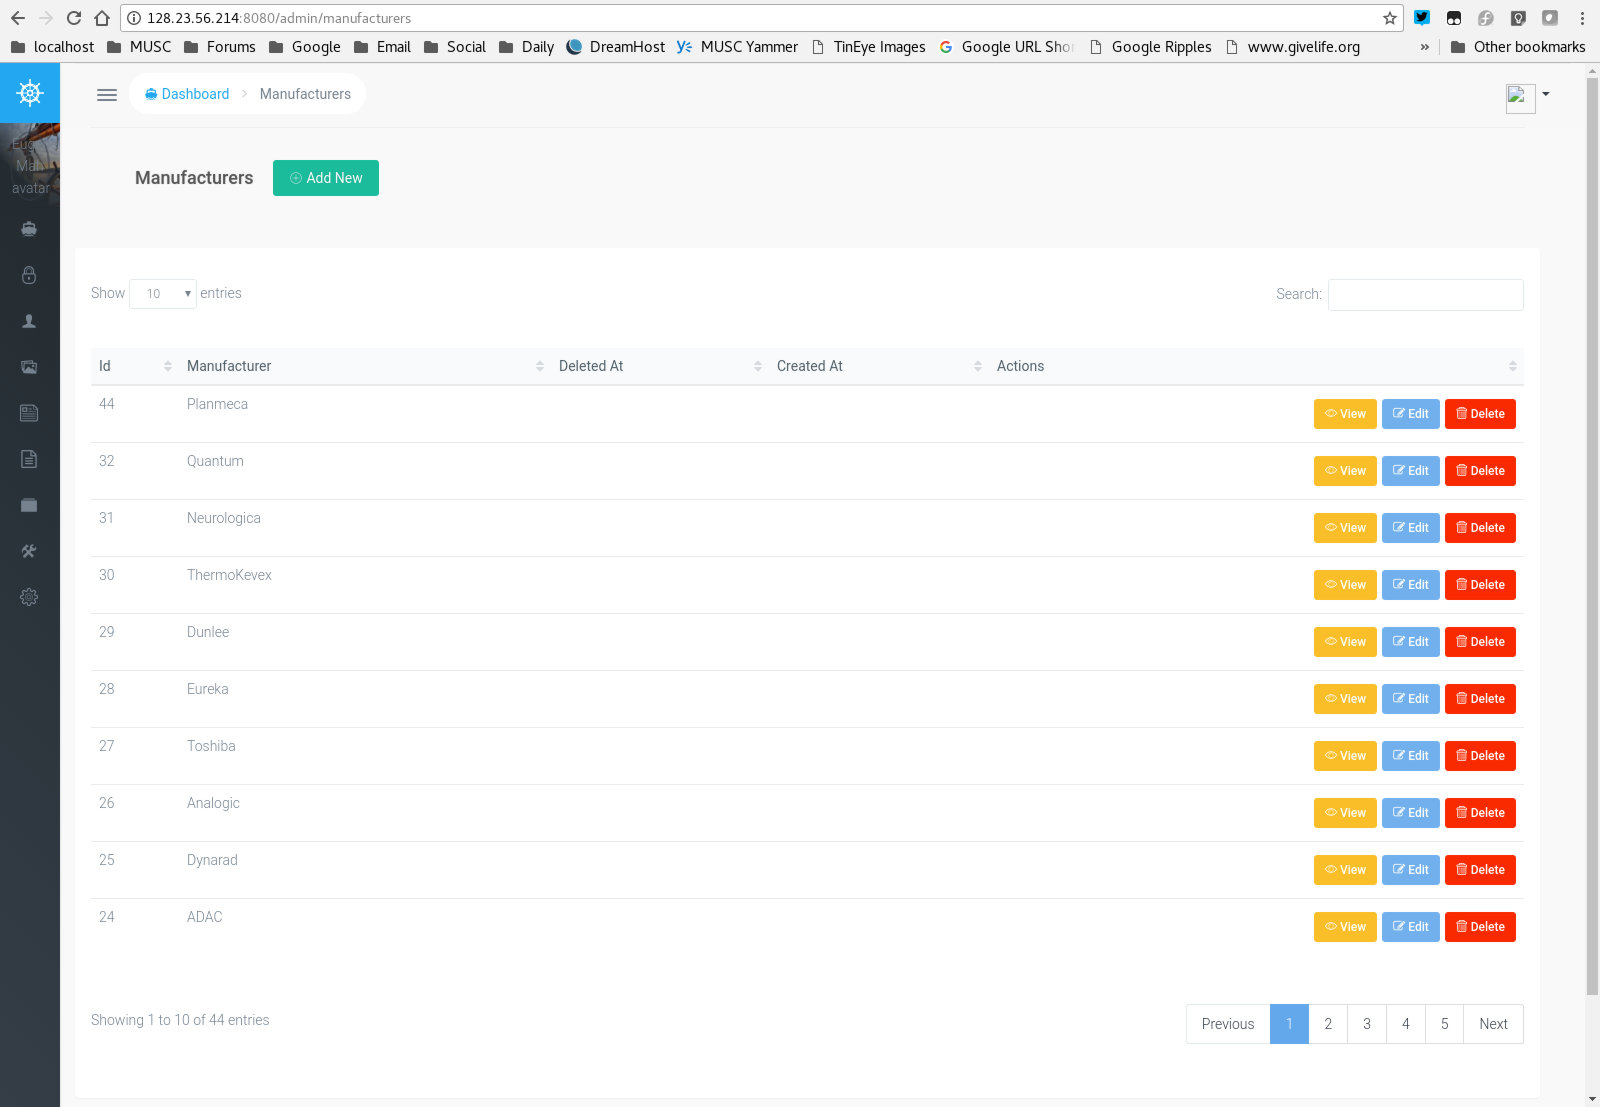 128.23.56.214:8080/admin/manufacturers
localhost MUSC Forums Google Email Social Daily DreamHost MUSC Yammer TinEye Images Google URL Shor Google Ripples www.givelife.org » Other bookmarks
Dashboard > Manufacturers
Eug
Mah
avatar
Manufacturers Add New
Show 10 entries Search:
Id Manufacturer Deleted At Created At Actions
44 Planmeca View Edit Delete
32 Quantum View Edit Delete
31 Neurologica View Edit Delete
30 ThermoKevex View Edit Delete
29 Dunlee View Edit Delete
28 Eureka View Edit Delete
27 Toshiba View Edit Delete
26 Analogic View Edit Delete
25 Dynarad View Edit Delete
24 ADAC View Edit Delete
Showing 1 to 10 of 44 entries Previous 1 2 3 4 5 Next